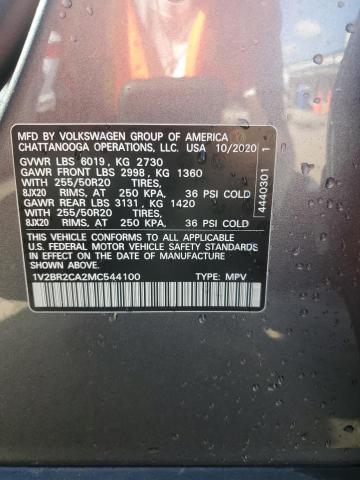 MFD BY VOLKSWAGEN GROUP OF AMERICA
CHATTANOOGA OPERATIONS, LLC. USA 10/2020
GVWR LBS 6019, KG 2730
GAWR FRONT LBS 2998, KG 1360
WITH 255/50R20 TIRES,
8JX20 RIMS, AT 250 KPA, 36 PSI COLD
GAWR REAR LBS 3131, KG 1420
WITH 255/50R20 TIRES,
8JX20 RIMS, AT 250 KPA, 36 PSI COLD
THIS VEHICLE CONFORMS TO ALL APPLICABLE
U.S. FEDERAL MOTOR VEHICLE SAFETY STANDARDS
IN EFFECT ON THE DATE OF MANUFACTURE
SHOWN ABOVE.
1V2BR2CA2MC544100 TYPE: MPV
4440301 1